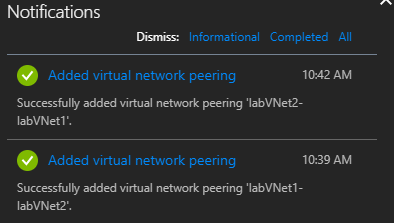 Notifications
Dismiss: Informational Completed All
Added virtual network peering 10:42 AM
Successfully added virtual network peering 'labVNet2-
labVNet1'.
Added virtual network peering 10:39 AM
Successfully added virtual network peering 'labVNet1-
labVNet2'.